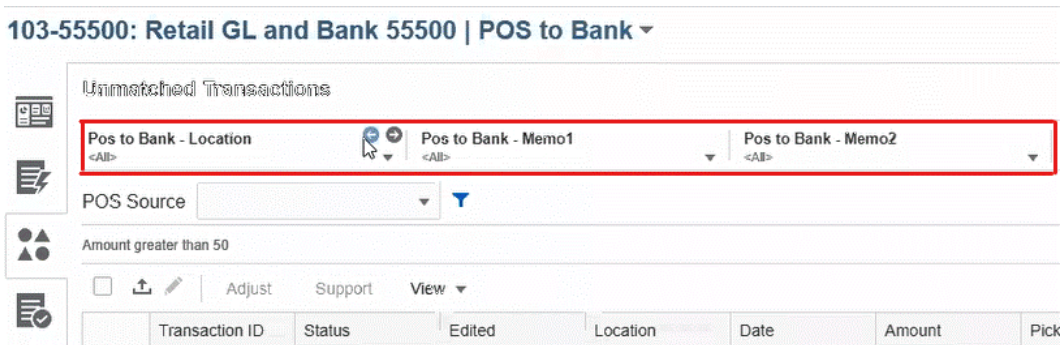 103-55500: Retail GL and Bank 55500 | POS to Bank
Unmatched Transactions
Pos to Bank - Location Pos to Bank - Memo1 Pos to Bank - Memo2
<All> <All> <All>
POS Source
Amount greater than 50
Adjust Support View
Transaction ID Status Edited Location Date Amount Pick